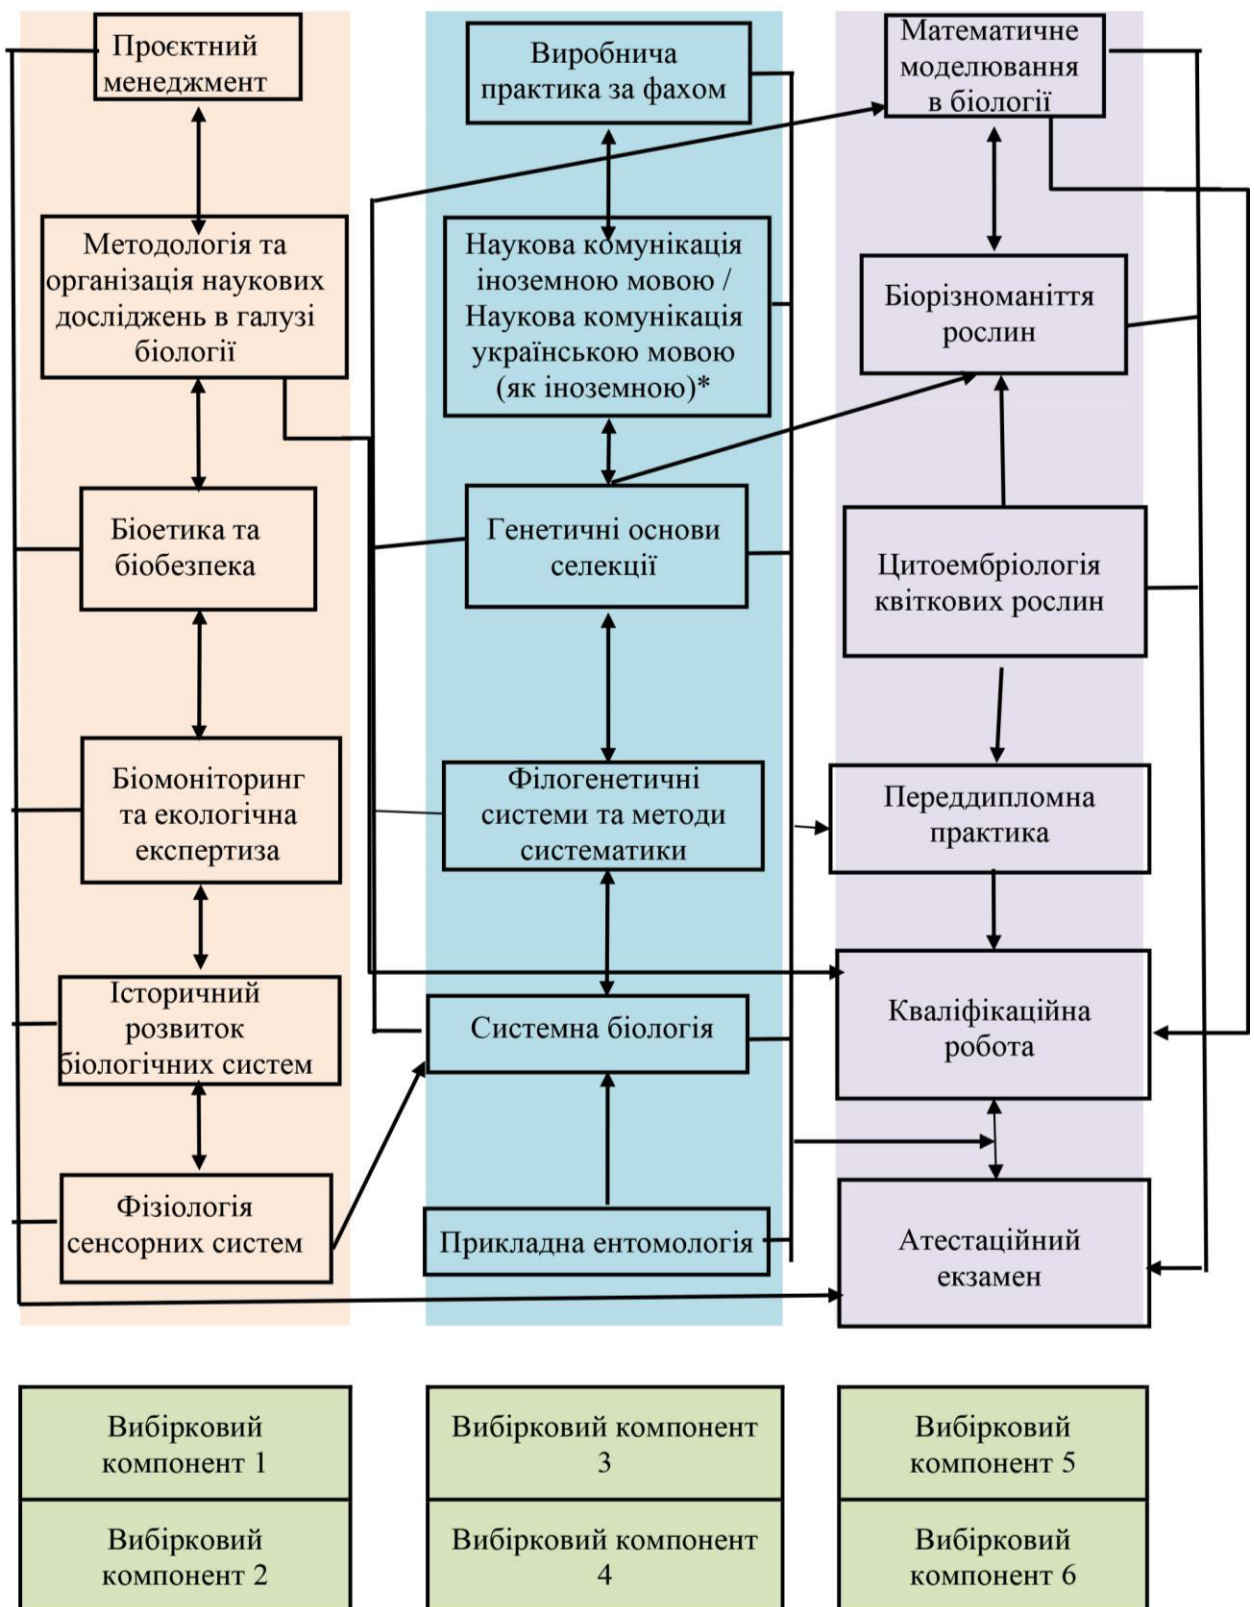 Проєктний
менеджмент
Методологія та
організація наукових
досліджень в галузі
біології
Біоетика та
біобезпека
Біомоніторинг
та екологічна
експертиза
Історичний
розвиток
біологічних систем
Фізіологія
сенсорних систем
Виробнича
практика за фахом
Наукова комунікація
іноземною мовою /
Наукова комунікація
українською мовою
(як іноземною)*
Генетичні основи
селекції
Філогенетичні
системи та методи
систематики
Системна біологія
Прикладна ентомологія
Математичне
моделювання
в біології
Біорізноманіття
рослин
Цитоембріологія
квіткових рослин
Переддипломна
практика
Кваліфікаційна
робота
Атестаційний
екзамен
Вибірковий
компонент 1
Вибірковий
компонент 2
Вибірковий компонент
3
Вибірковий компонент
4
Вибірковий
компонент 5
Вибірковий
компонент 6